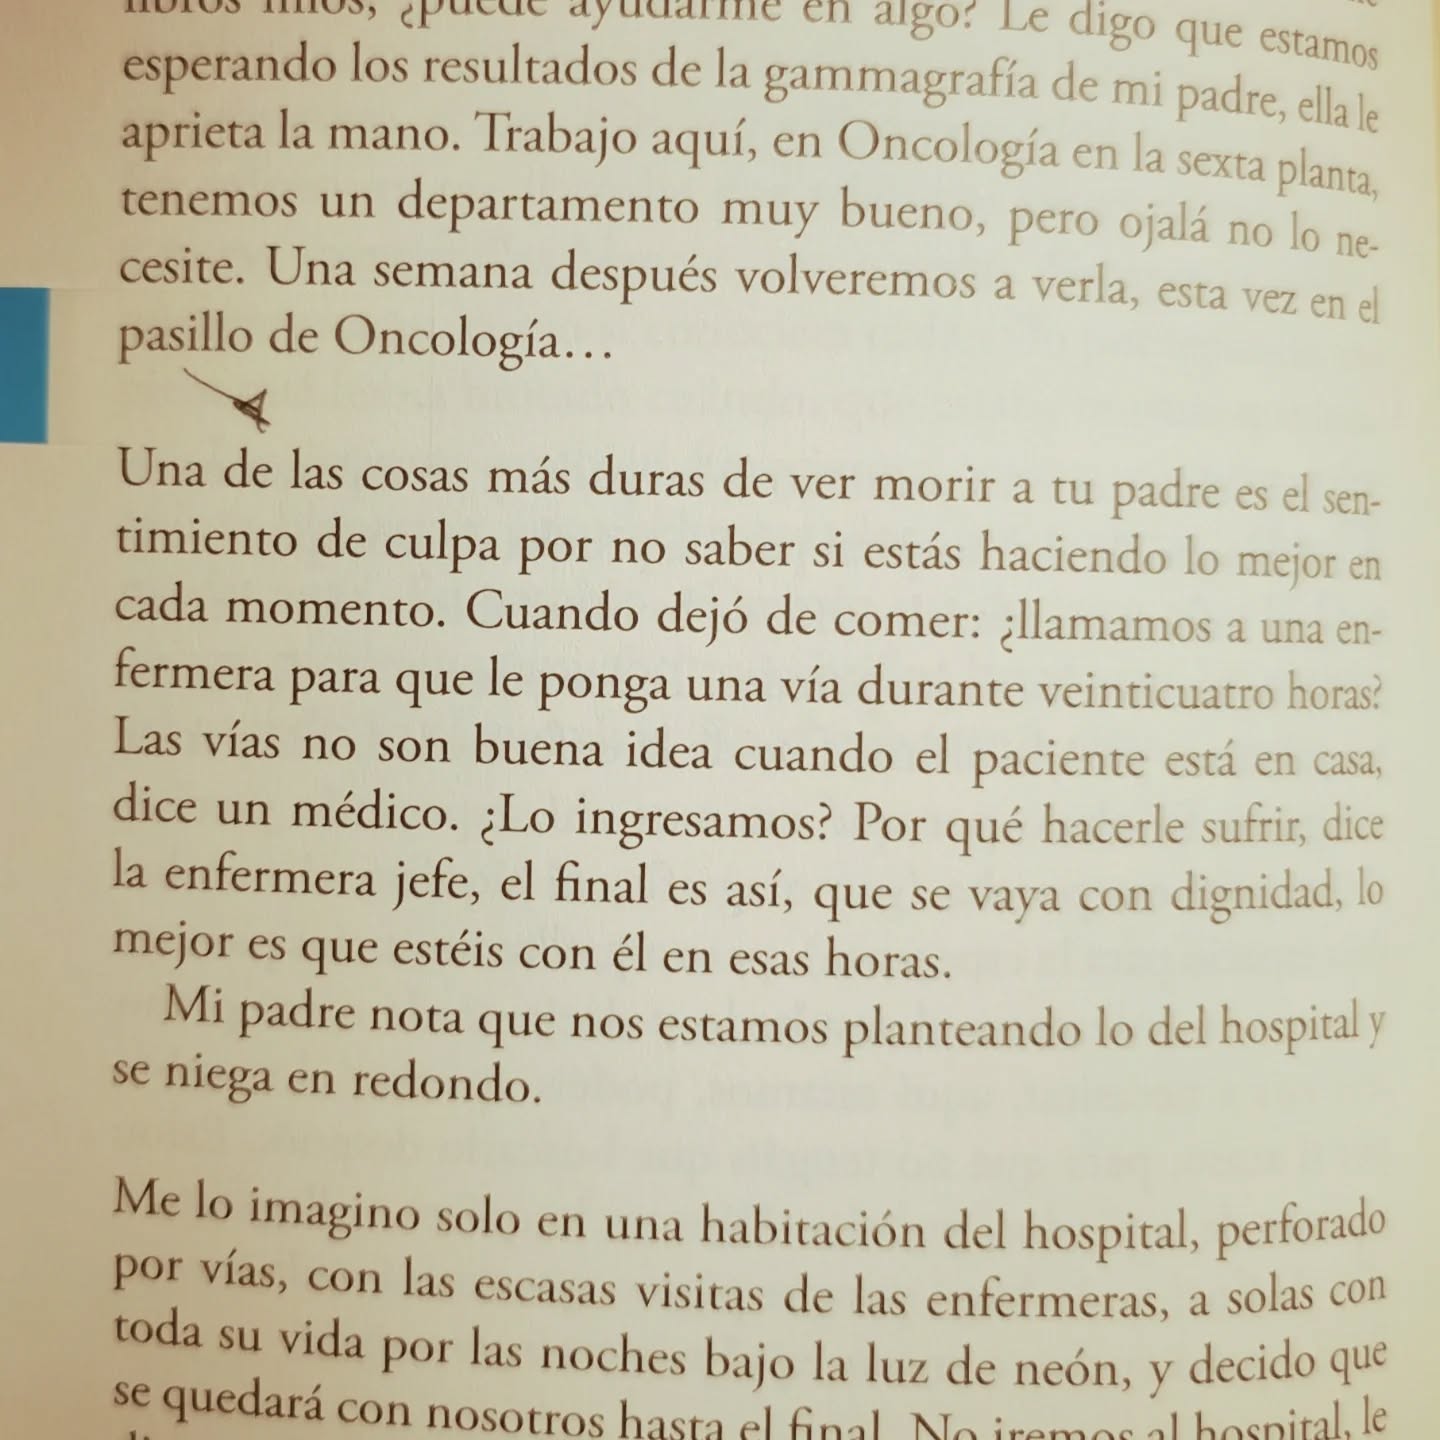 libros míos, ¿puede ayudarme en algo? Le digo que estamos
esperando los resultados de la gammagrafía de mi padre, ella le
aprieta la mano. Trabajo aquí, en Oncología en la sexta planta,
tenemos un departamento muy bueno, pero ojalá no lo ne-
cesite. Una semana después volveremos a verla, esta vez en el
pasillo de Oncología…
Una de las cosas más duras de ver morir a tu padre es el sen-
timiento de culpa por no saber si estás haciendo lo mejor en
cada momento. Cuando dejó de comer: ¿llamamos a una en-
fermera para que le ponga una vía durante veinticuatro horas?
Las vías no son buena idea cuando el paciente está en casa,
dice un médico. ¿Lo ingresamos? Por qué hacerle sufrir, dice
la enfermera jefe, el final es así, que se vaya con dignidad, lo
mejor es que estéis con él en esas horas.
Mi padre nota que nos estamos planteando lo del hospital y
se niega en redondo.
Me lo imagino solo en una habitación del hospital, perforado
por vías, con las escasas visitas de las enfermeras, a solas con
toda su vida por las noches bajo la luz de neón, y decido que
se quedará con nosotros hasta el final. No iremos al hospital, le